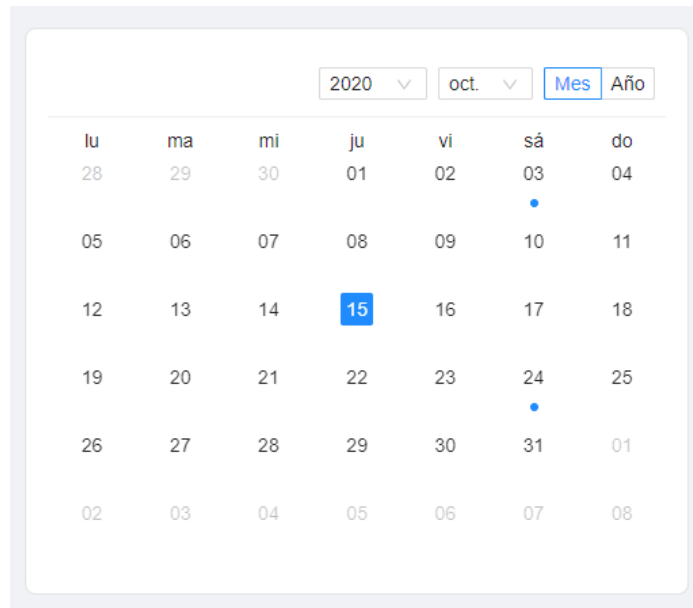 2020 oct. Mes Año
lu ma mi ju vi sá do
28 29 30 01 02 03 04
05 06 07 08 09 10 11
12 13 14 15 16 17 18
19 20 21 22 23 24 25
26 27 28 29 30 31 01
02 03 04 05 06 07 08